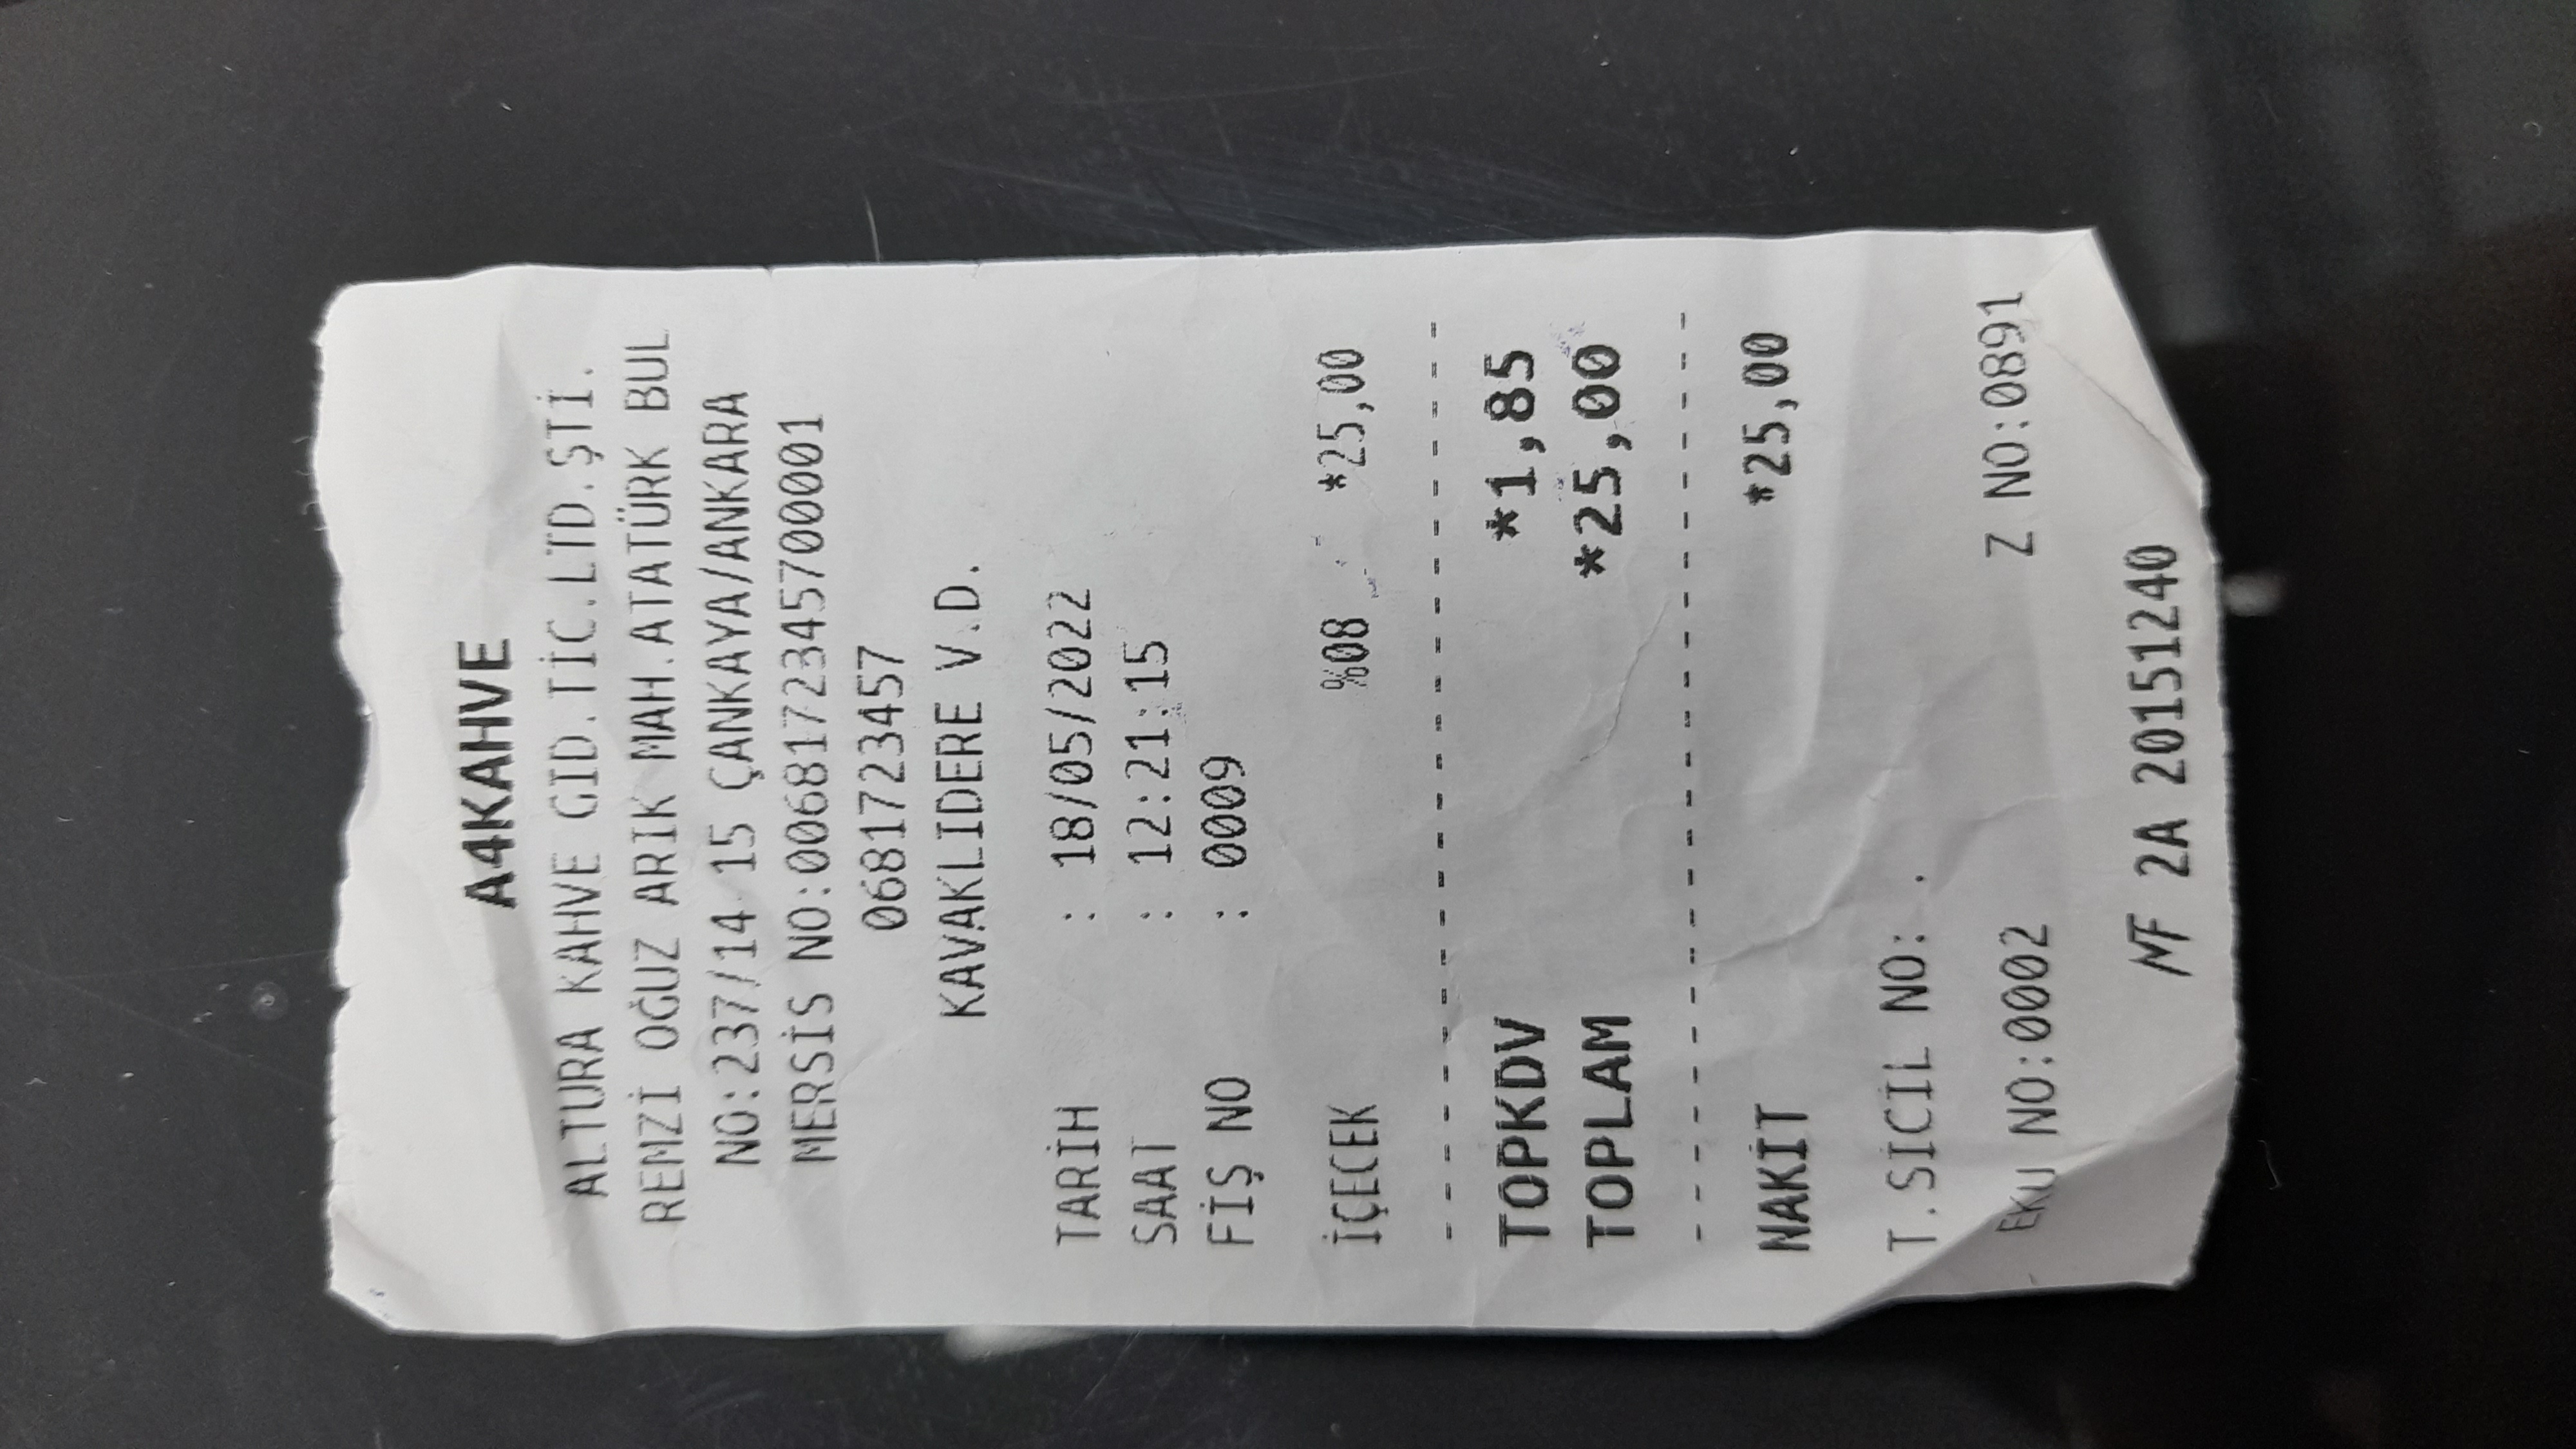 A4KAHVE
ALTURA KAHVE GID.TİC.LTD.ŞTİ.
REMZİ OĞUZ ARIK MAH.ATATÜRK BUL
NO:237/14 15 ÇANKAYA/ANKARA
MERSİS NO:0068172345700001
0681723457
KAVAKLIDERE V.D.
TARİH : 18/05/2022
SAAT : 12:21:15
FİŞ NO : 0009
İÇECEK %08 *25,00
TOPKDV *1,85
TOPLAM *25,00
NAKİT *25,00
T.SİCİL NO: .
EKU NO:0002 Z NO:0891
MF 2A 20151240